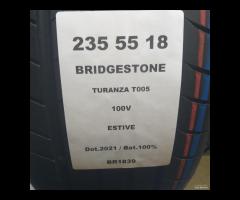 235 55 18
BRIDGESTONE
TURANZA T005
100V
ESTIVE
Dot.2021 / Bat.100%
BR1839